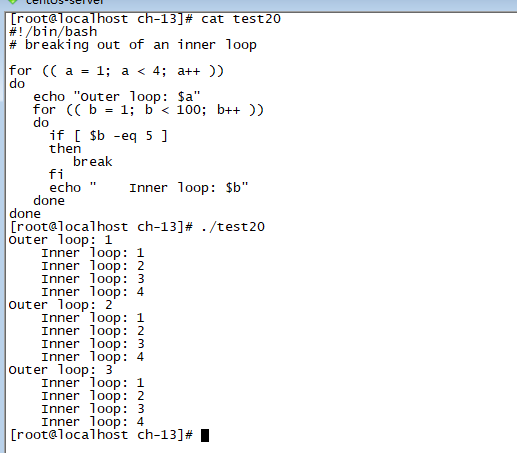 centos-server
[root@localhost ch-13]# cat test20
#!/bin/bash
# breaking out of an inner loop

for (( a = 1; a < 4; a++ ))
do
   echo "Outer loop: $a"
   for (( b = 1; b < 100; b++ ))
   do
     if [ $b -eq 5 ]
     then
        break
     fi
     echo "    Inner loop: $b"
   done
done
[root@localhost ch-13]# ./test20
Outer loop: 1
    Inner loop: 1
    Inner loop: 2
    Inner loop: 3
    Inner loop: 4
Outer loop: 2
    Inner loop: 1
    Inner loop: 2
    Inner loop: 3
    Inner loop: 4
Outer loop: 3
    Inner loop: 1
    Inner loop: 2
    Inner loop: 3
    Inner loop: 4
[root@localhost ch-13]#